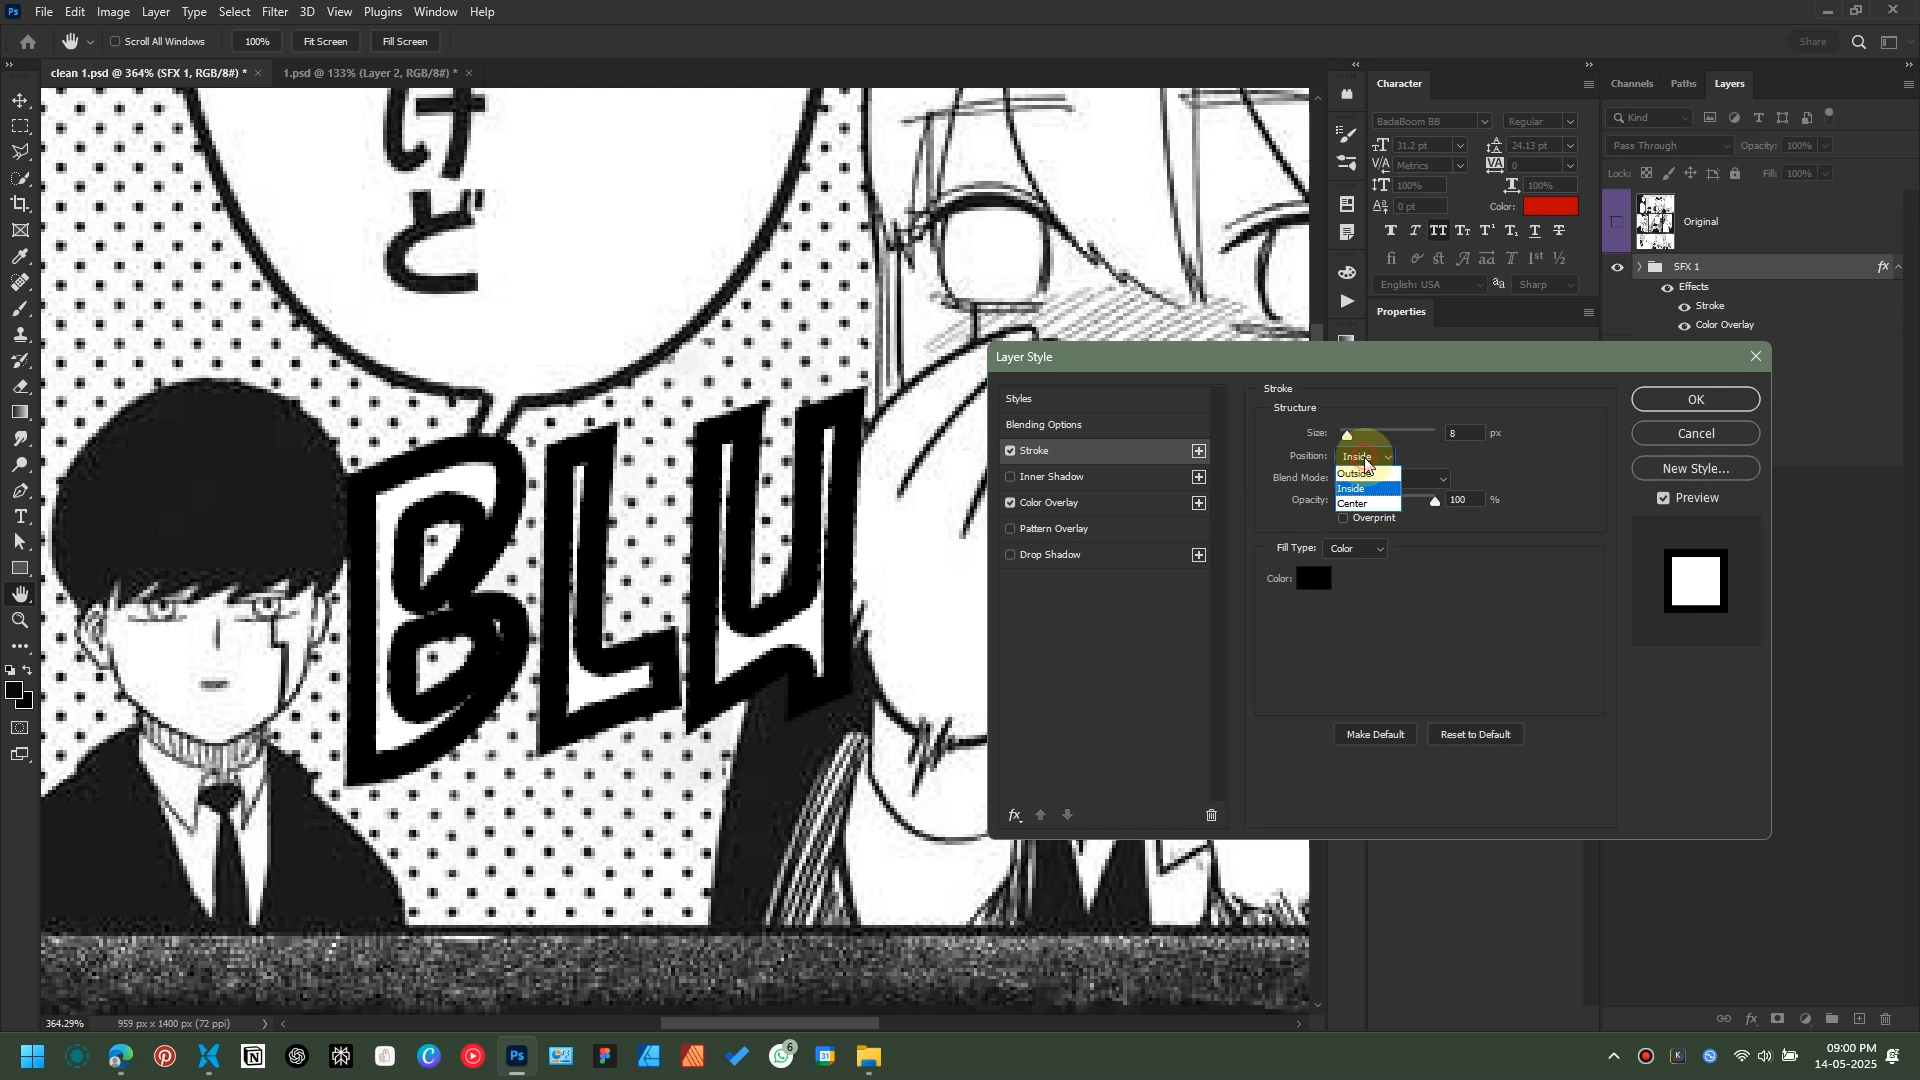 Ps File Edit Image Layer Type Select Filter 3D View Plugins Window Help
Scroll All Windows 100% Fit Screen Fill Screen Share
clean 1.psd @ 364% (SFX 1, RGB/8#) * × 1.psd @ 133% (Layer 2, RGB/8#) * ×
けど
BLU
Character
BadaBoom BB Regular
31.2 pt 24.13 pt
Metrics 0
100% 100%
0 pt Color:
English: USA Sharp
Properties
Channels Paths Layers
Kind
Pass Through Opacity: 100%
Lock: Fill: 100%
Original
SFX 1 fx
Effects
Stroke
Color Overlay
Layer Style
Styles
Blending Options
Stroke
Inner Shadow
Color Overlay
Pattern Overlay
Drop Shadow
fx
Stroke
Structure
Size: 8 px
Position: Inside
Outside
Inside
Center
Blend Mode:
Opacity: 100 %
Overprint
Fill Type: Color
Color:
Make Default Reset to Default
OK
Cancel
New Style...
Preview
364.29% 959 px x 1400 px (72 ppi)
6
31
09:00 PM
14-05-2025